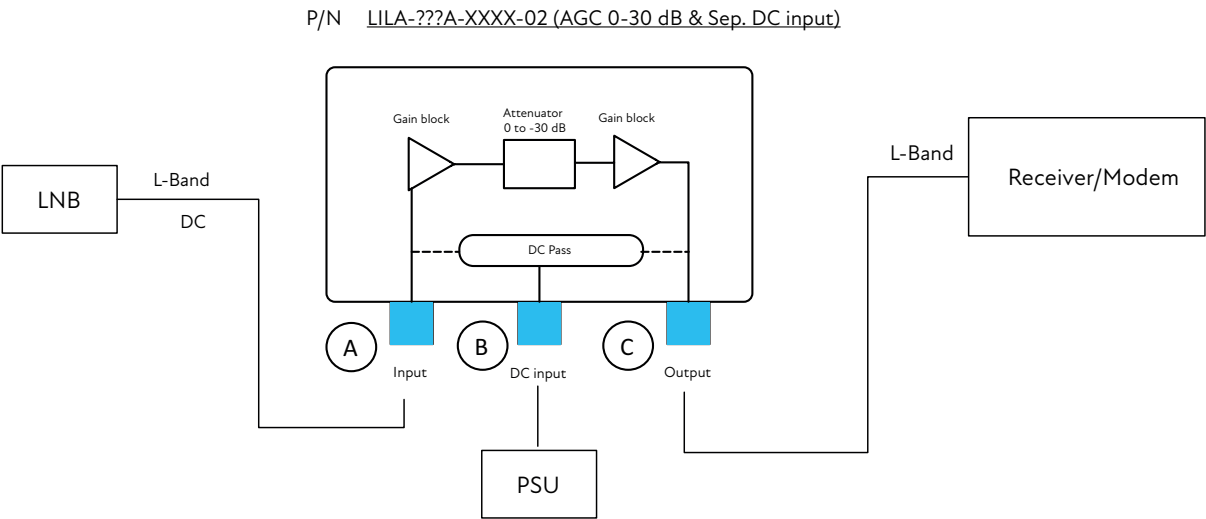 P/N LILA-???A-XXXX-02 (AGC 0-30 dB & Sep. DC input)
Gain block
Attenuator
0 to -30 dB
Gain block
LNB
L-Band
DC
L-Band
Receiver/Modem
DC Pass
A
B
C
Input
DC input
Output
PSU